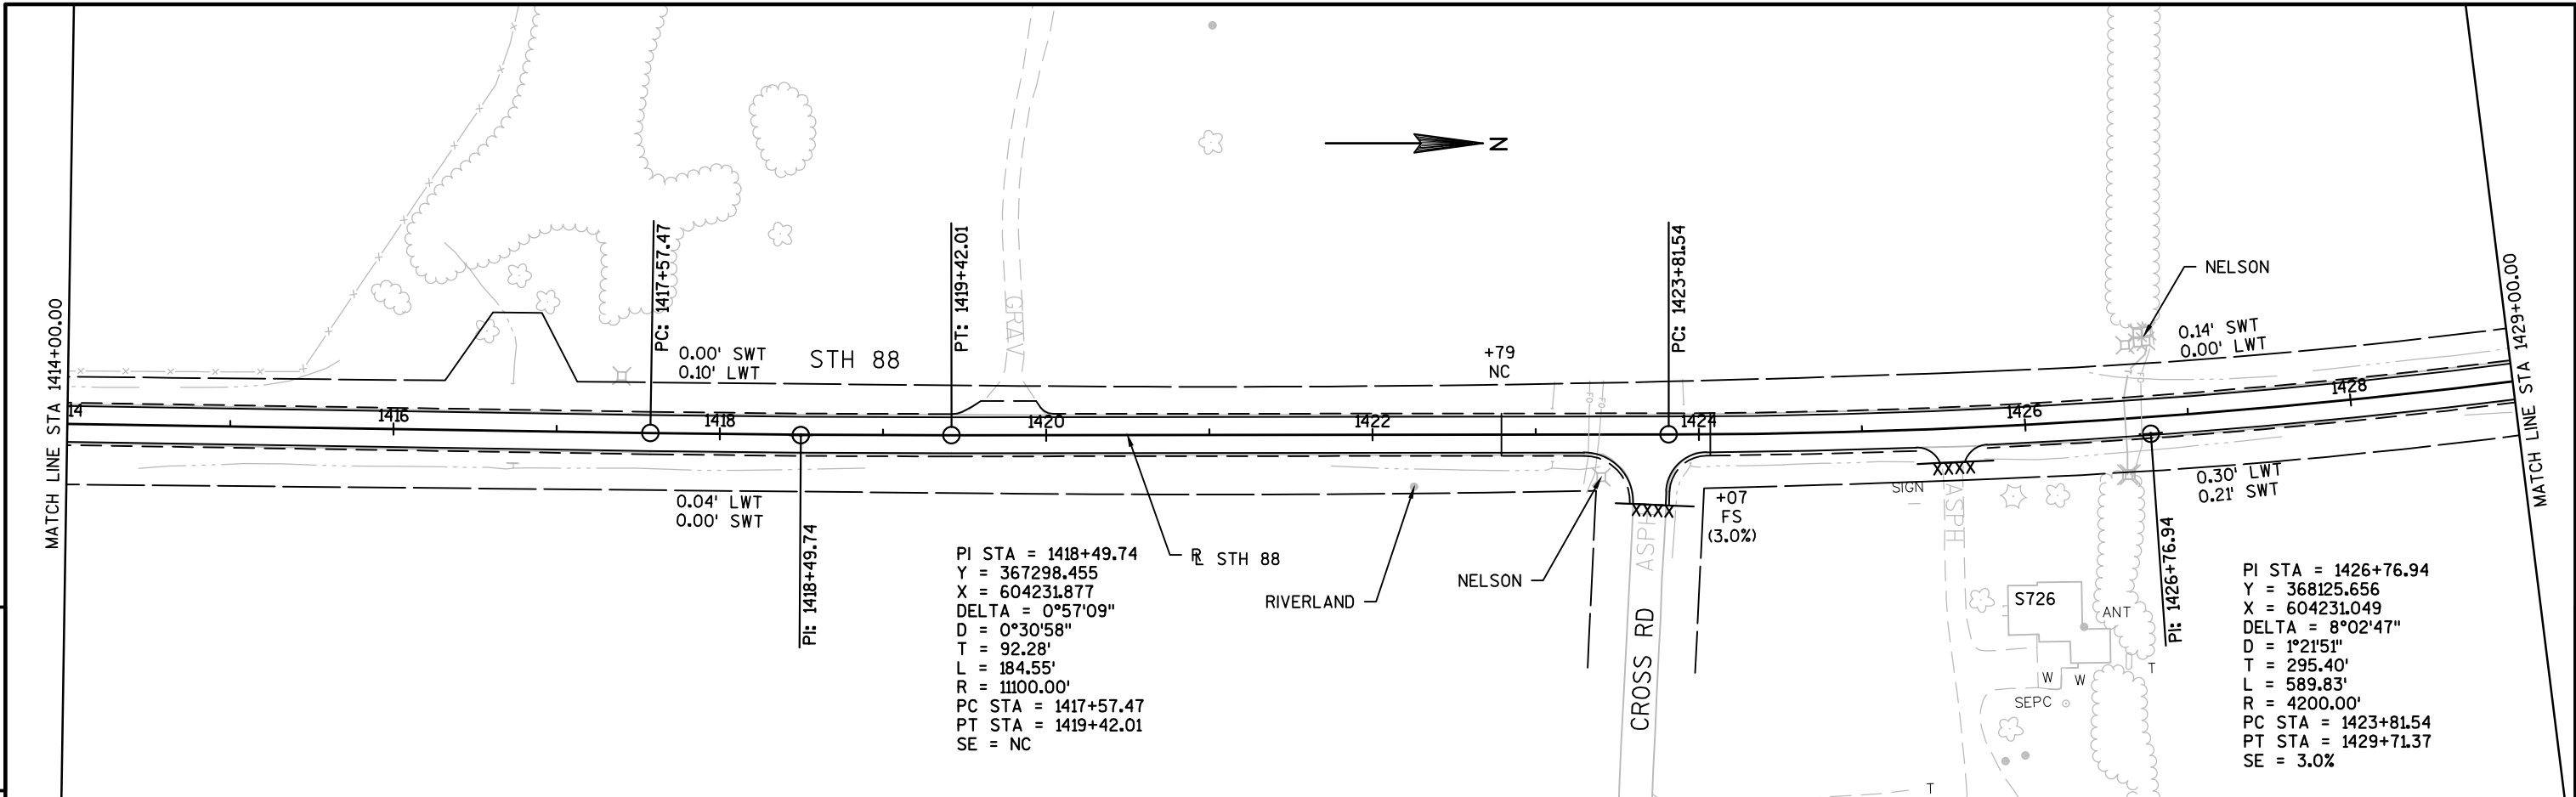 MATCH LINE STA 1414+00.00
14
1416
PC: 1417+57.47
0.00' SWT
0.10' LWT
STH 88
1418
0.04' LWT
0.00' SWT
PI: 1418+49.74
PT: 1419+42.01
GRAV
1420
N
PI STA = 1418+49.74
Y = 367298.455
X = 604231.877
DELTA = 0°57'09"
D = 0°30'58"
T = 92.28'
L = 184.55'
R = 11100.00'
PC STA = 1417+57.47
PT STA = 1419+42.01
SE = NC
RL STH 88
RIVERLAND
1422
+79
NC
NELSON
FO
FO
XXXX
ASPH
CROSS RD
PC: 1423+81.54
1424
+07
FS
(3.0%)
SIGN
XXXX
ASPH
1426
NELSON
0.14' SWT
0.00' LWT
1428
0.30' LWT
0.21' SWT
PI: 1426+76.94
S726
ANT
W
W
T
SEPC
T
PI STA = 1426+76.94
Y = 368125.656
X = 604231.049
DELTA = 8°02'47"
D = 1°21'51"
T = 295.40'
L = 589.83'
R = 4200.00'
PC STA = 1423+81.54
PT STA = 1429+71.37
SE = 3.0%
MATCH LINE STA 1429+00.00